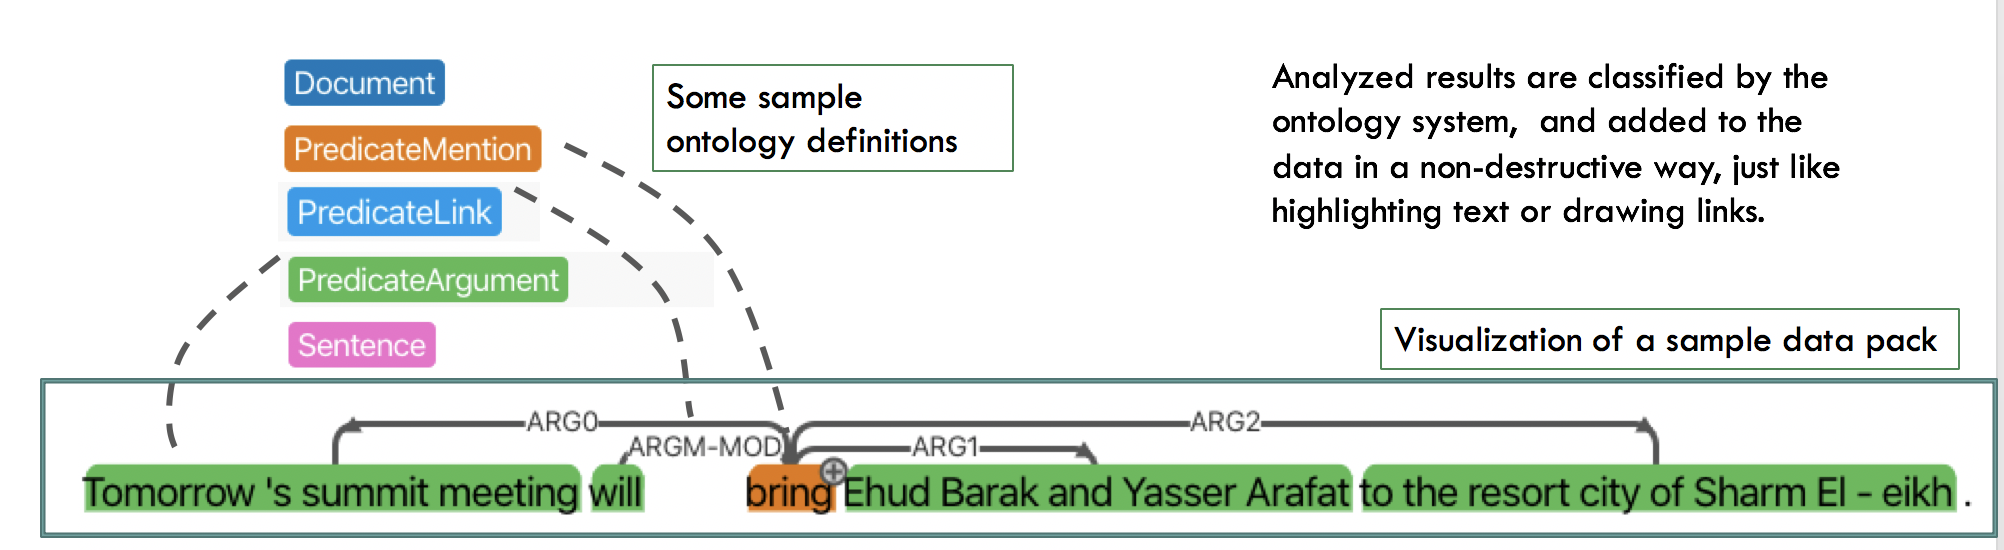 Document
PredicateMention
PredicateLink
PredicateArgument
Sentence
Some sample
ontology definitions
Analyzed results are classified by the
ontology system, and added to the
data in a non-destructive way, just like
highlighting text or drawing links.
Visualization of a sample data pack
ARG0
ARGM-MOD
ARG1
ARG2
Tomorrow 's summit meeting will bring Ehud Barak and Yasser Arafat to the resort city of Sharm El - eikh .